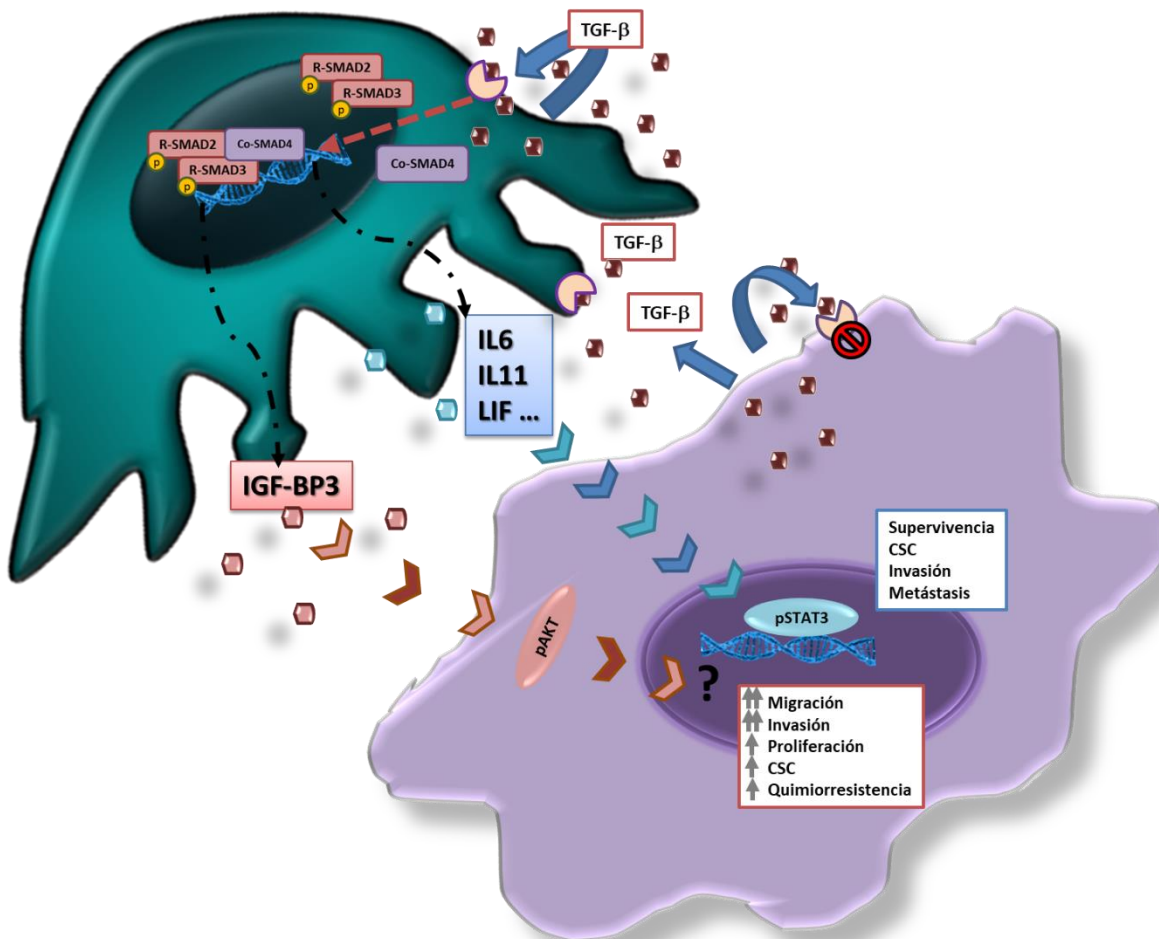 TGF-β
R-SMAD2
p
R-SMAD3
p
R-SMAD2
Co-SMAD4
p
R-SMAD3
p
Co-SMAD4
TGF-β
TGF-β
IL6
IL11
LIF ...
IGF-BP3
Supervivencia
CSC
Invasión
Metástasis
pSTAT3
pAKT
?
Migración
Invasión
Proliferación
CSC
Quimiorresistencia